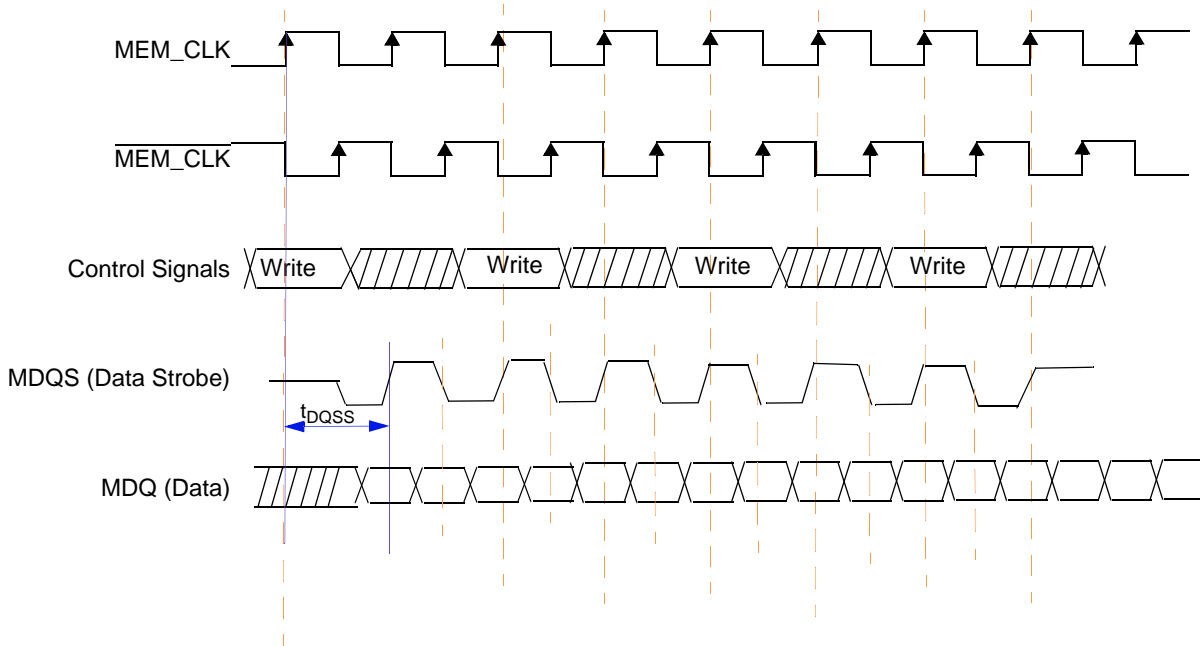 MEM_CLK
MEM_CLK
Control Signals Write Write Write Write
MDQS (Data Strobe)
tDQSS
MDQ (Data)